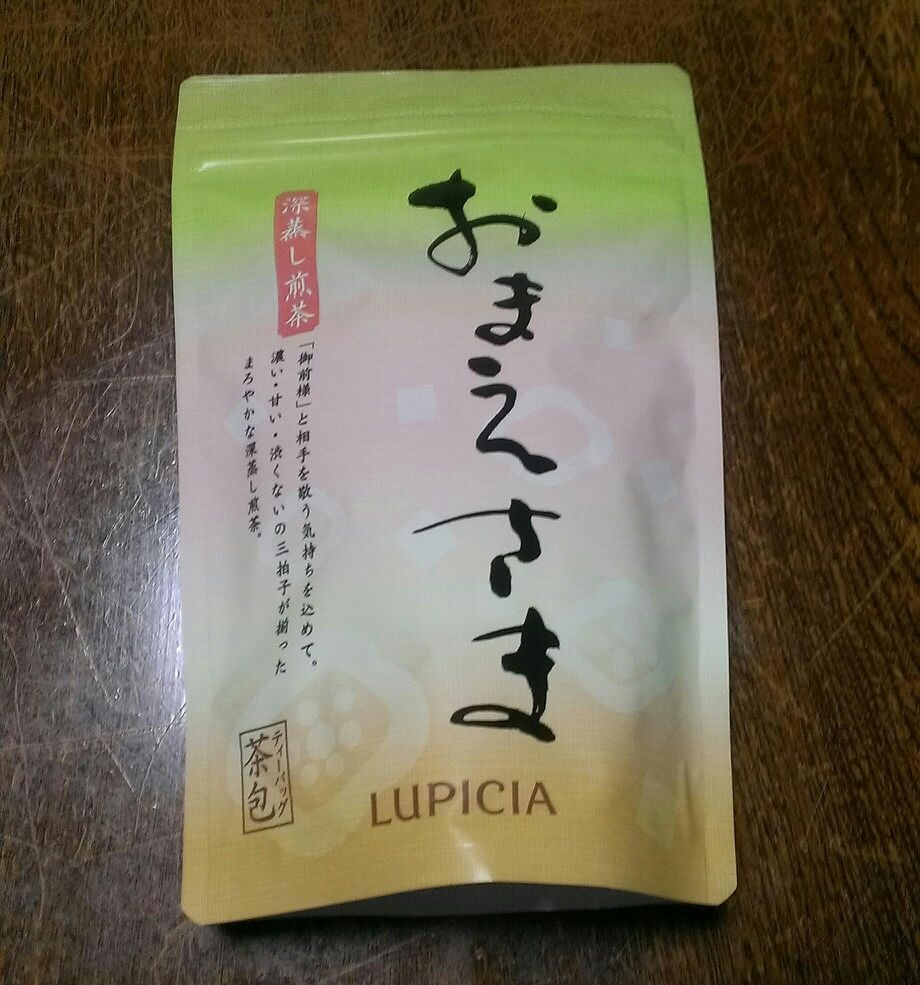 おまえさま
深蒸し煎茶
「御前様」と相手を敬う気持ちを込めて。
濃い・甘い・渋くないの三拍子が揃った
まろやかな深蒸し煎茶。
ティーバッグ
茶包
LUPICIA